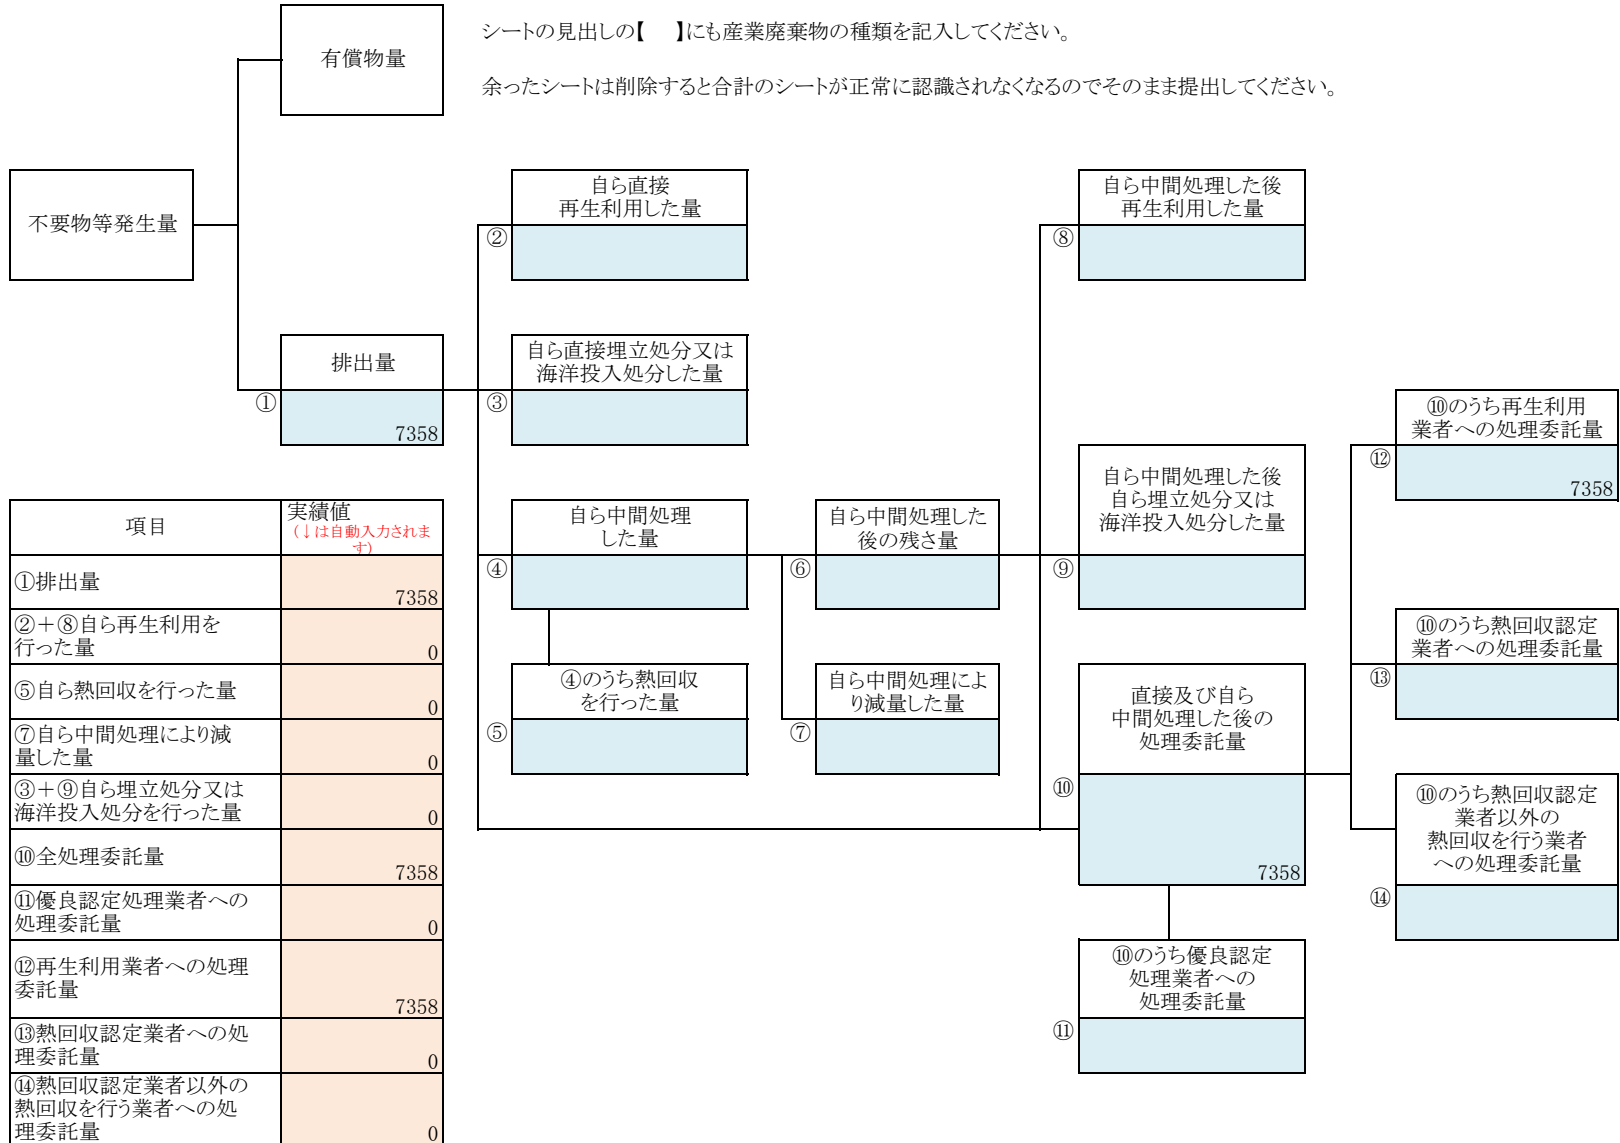 有償物量
シートの見出しの【　】にも産業廃棄物の種類を記入してください。
余ったシートは削除すると合計のシートが正常に認識されなくなるのでそのまま提出してください。
不要物等発生量
自ら直接
再生利用した量
②
自ら中間処理した後
再生利用した量
⑧
排出量
①
7358
自ら直接埋立処分又は
海洋投入処分した量
③
⑩のうち再生利用
業者への処理委託量
⑫
7358
自ら中間処理した後
自ら埋立処分又は
海洋投入処分した量
⑨
自ら中間処理
した量
④
自ら中間処理した
後の残さ量
⑥
④のうち熱回収
を行った量
⑤
自ら中間処理によ
り減量した量
⑦
直接及び自ら
中間処理した後の
処理委託量
⑩
7358
⑩のうち熱回収認定
業者への処理委託量
⑬
⑩のうち熱回収認定
業者以外の
熱回収を行う業者
への処理委託量
⑭
⑩のうち優良認定
処理業者への
処理委託量
⑪
項目
実績値
(↓は自動入力されま
す)
①排出量
7358
②＋⑧自ら再生利用を
行った量
0
⑤自ら熱回収を行った量
0
⑦自ら中間処理により減
量した量
0
③＋⑨自ら埋立処分又は
海洋投入処分を行った量
0
⑩全処理委託量
7358
⑪優良認定処理業者への
処理委託量
0
⑫再生利用業者への処理
委託量
7358
⑬熱回収認定業者への処
理委託量
0
⑭熱回収認定業者以外の
熱回収を行う業者への処
理委託量
0